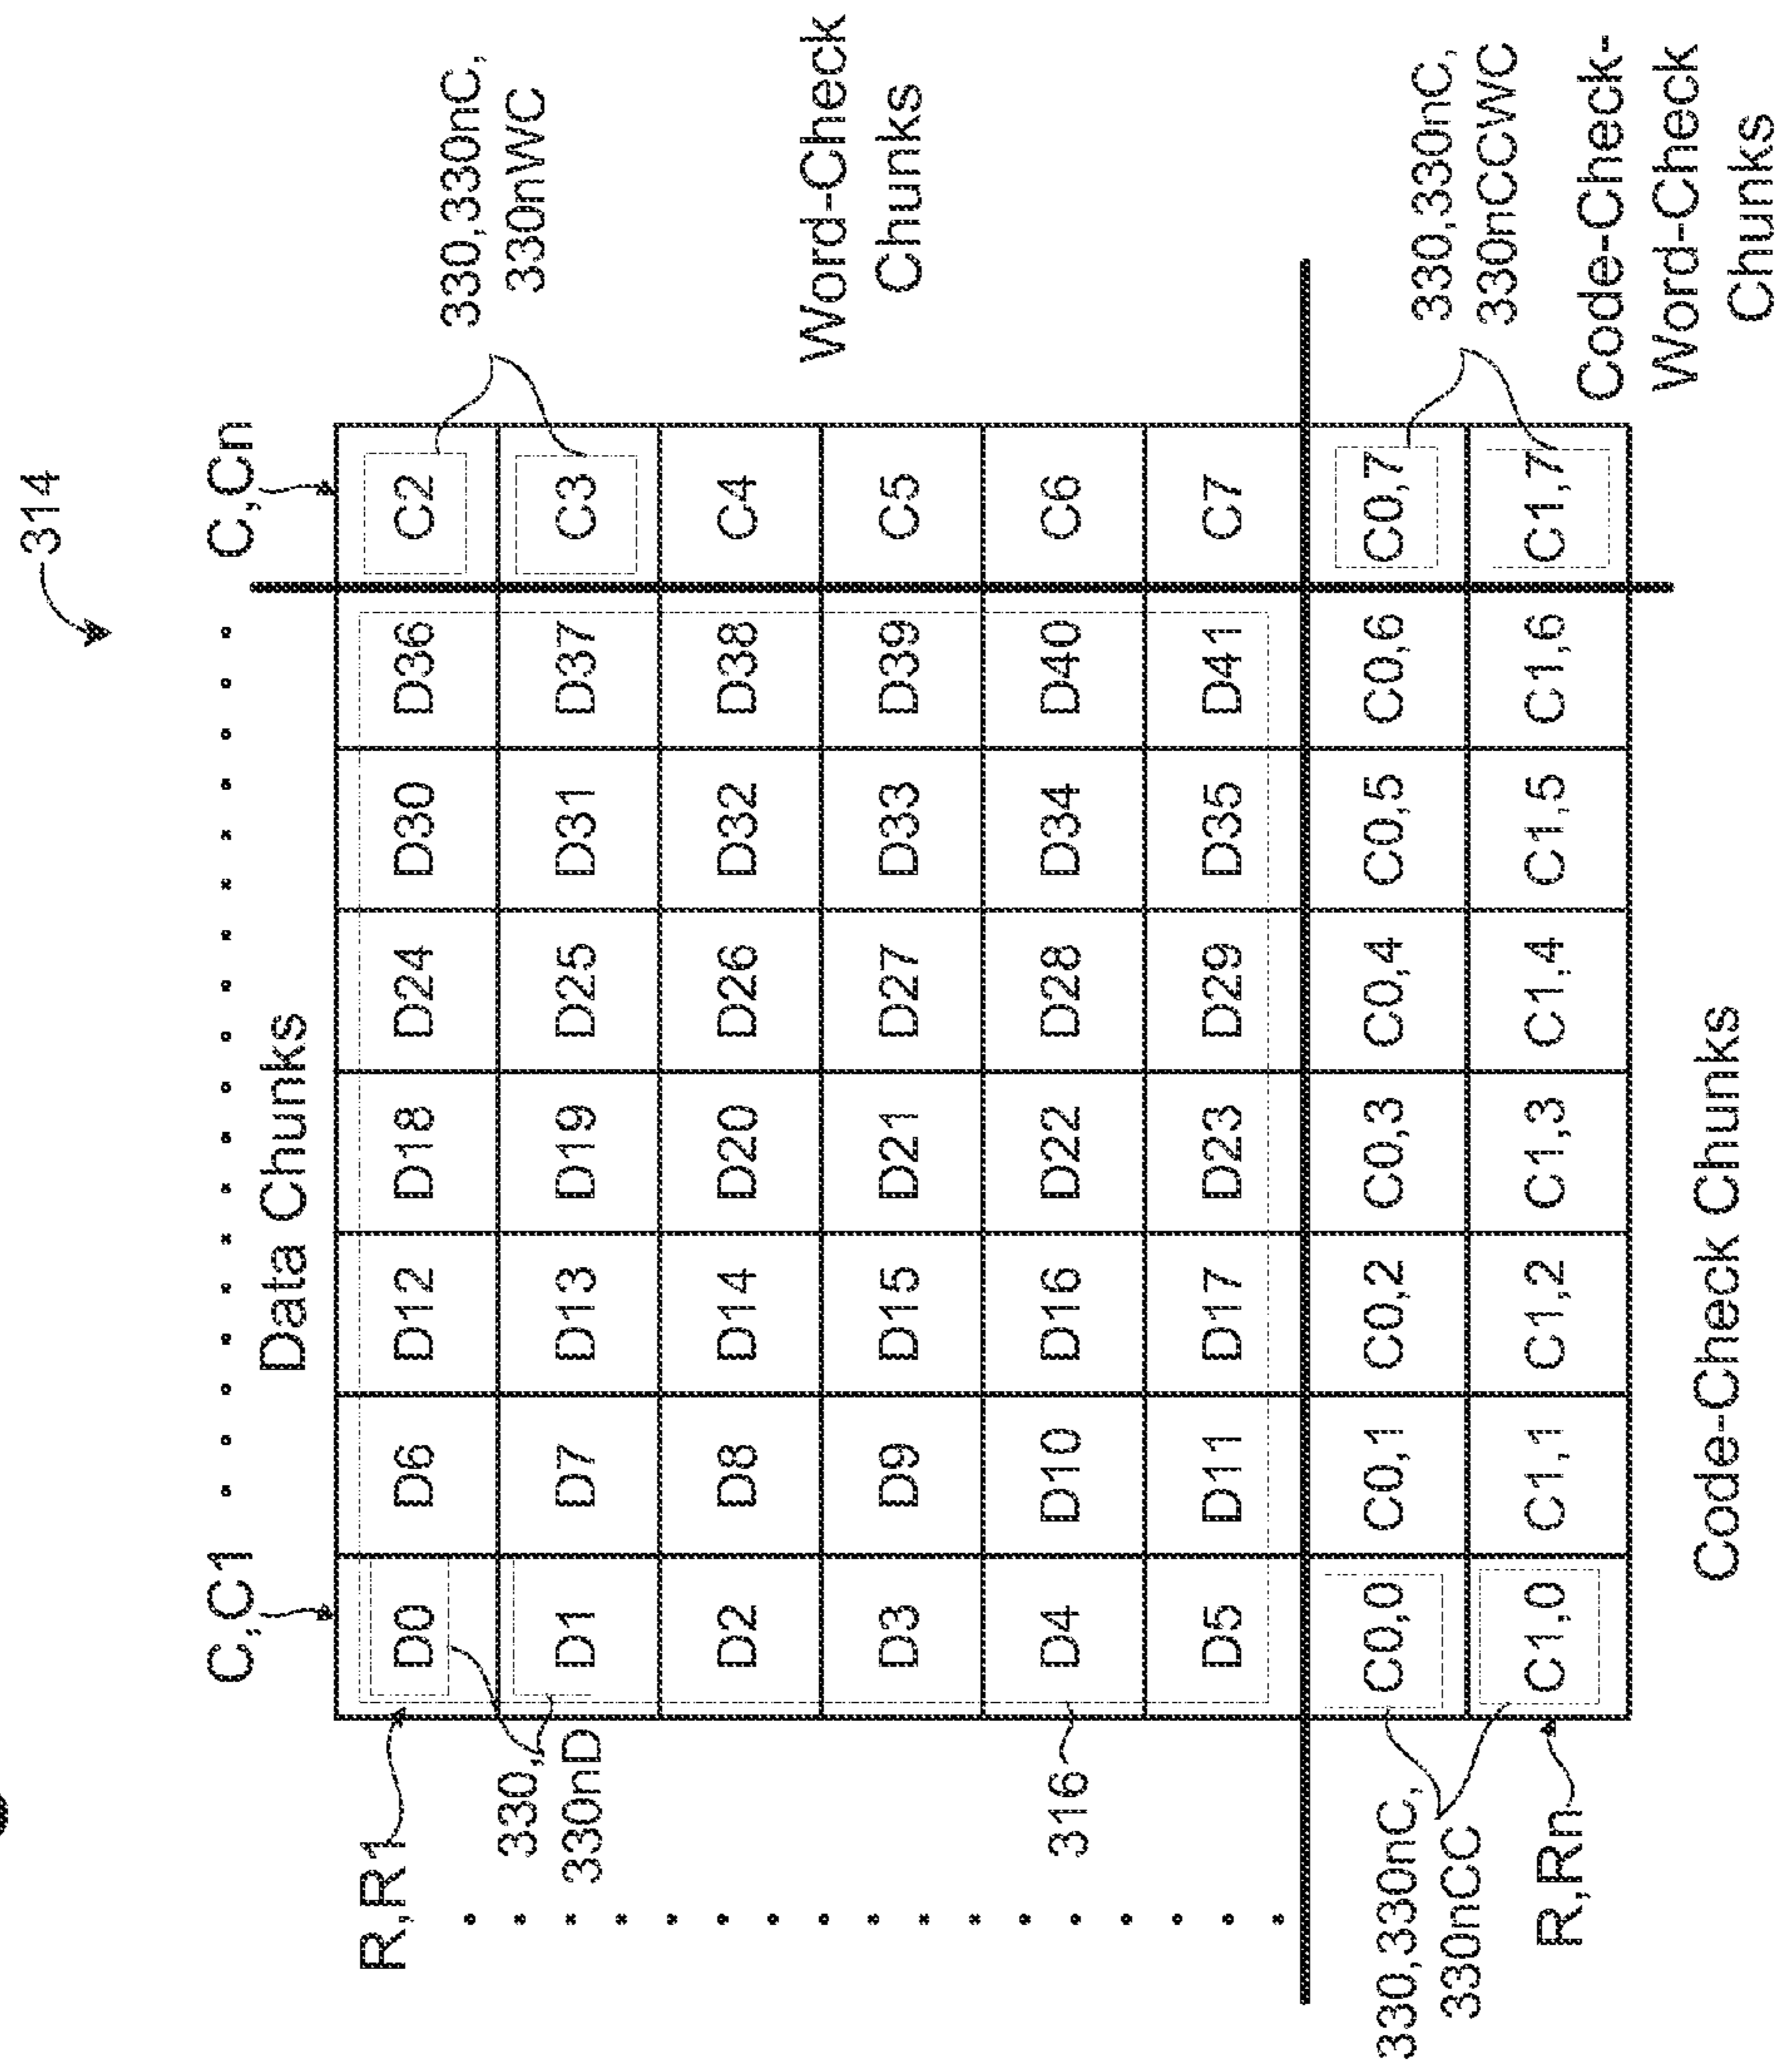 314
C,C1
C,Cn
Data Chunks
R,R1
D0 D6 D12 D18 D24 D30 D36 C2
330,330nC,
330nWC
330,
330nD
D1 D7 D13 D19 D25 D31 D37 C3
D2 D8 D14 D20 D26 D32 D38 C4
Word-Check
Chunks
D3 D9 D15 D21 D27 D33 D39 C5
316
D4 D10 D16 D22 D28 D34 D40 C6
D5 D11 D17 D23 D29 D35 D41 C7
330,330nC,
330nCC
C0,0 C0,1 C0,2 C0,3 C0,4 C0,5 C0,6 C0,7
330,330nC,
330nCCWC
R,Rn
C1,0 C1,1 C1,2 C1,3 C1,4 C1,5 C1,6 C1,7
Code-Check-
Word-Check
Chunks
Code-Check Chunks